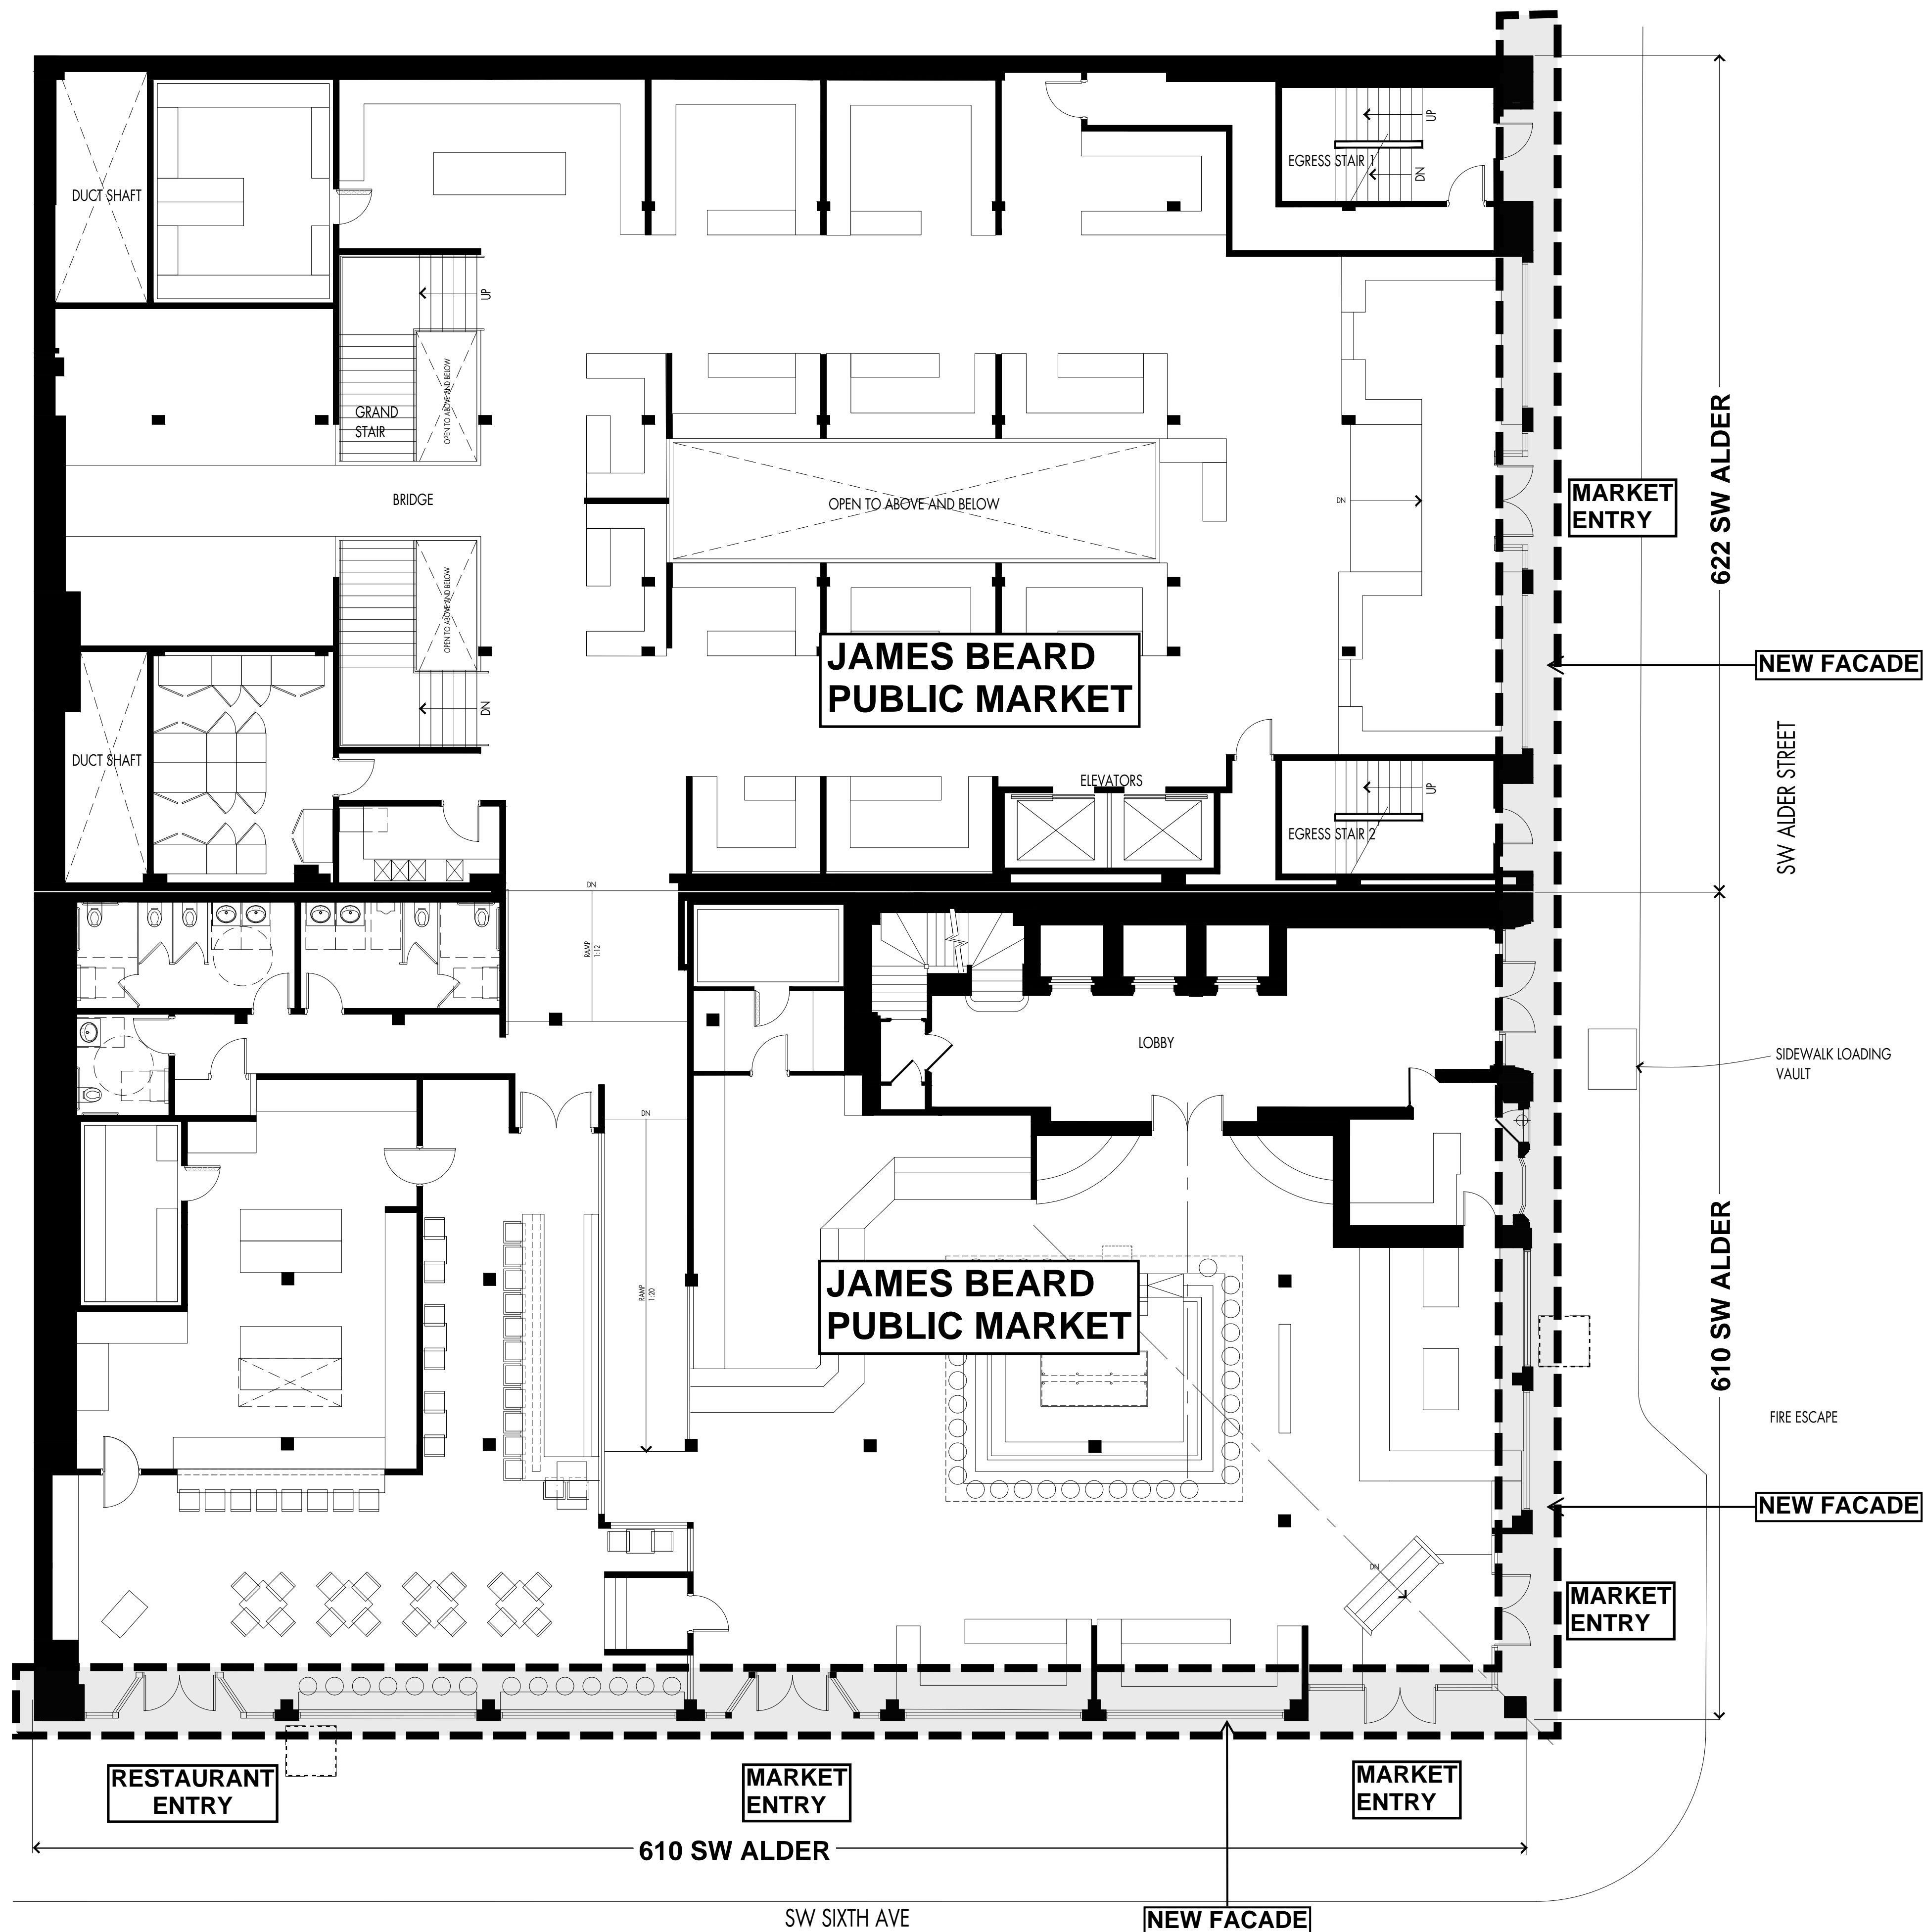 UP
EGRESS STAIR 1
DN
DUCT SHAFT
UP
OPEN TO ABOVE AND BELOW
GRAND
STAIR
BRIDGE
OPEN TO ABOVE AND BELOW
DN
MARKET
ENTRY
622 SW ALDER
OPEN TO ABOVE AND BELOW
JAMES BEARD
PUBLIC MARKET
NEW FACADE
DN
DUCT SHAFT
SW ALDER STREET
ELEVATORS
UP
EGRESS STAIR 2
DN
RAMP
1:12
LOBBY
SIDEWALK LOADING
VAULT
DN
RAMP
1:20
JAMES BEARD
PUBLIC MARKET
610 SW ALDER
FIRE ESCAPE
NEW FACADE
DN
MARKET
ENTRY
RESTAURANT
ENTRY
MARKET
ENTRY
MARKET
ENTRY
610 SW ALDER
SW SIXTH AVE
NEW FACADE